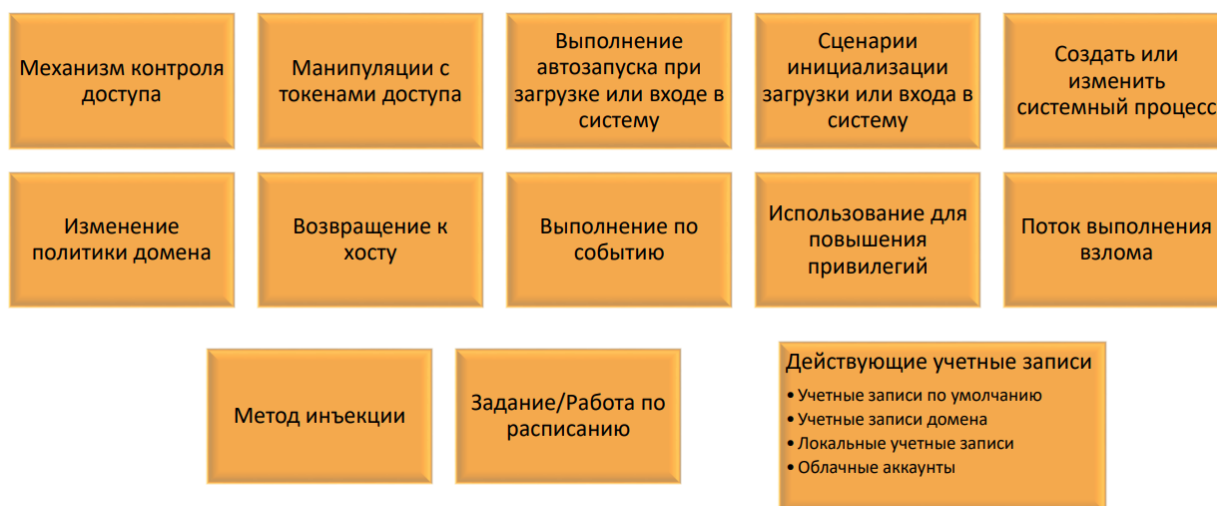 Механизм контроля
доступа
Манипуляции с
токенами доступа
Выполнение
автозапуска при
загрузке или входе в
систему
Сценарии
инициализации
загрузки или входа в
систему
Создать или
изменить
системный процесс
Изменение
политики домена
Возвращение к
хосту
Выполнение по
событию
Использование для
повышения
привилегий
Поток выполнения
взлома
Метод инъекции
Задание/Работа по
расписанию
Действующие учетные записи
• Учетные записи по умолчанию
• Учетные записи домена
• Локальные учетные записи
• Облачные аккаунты